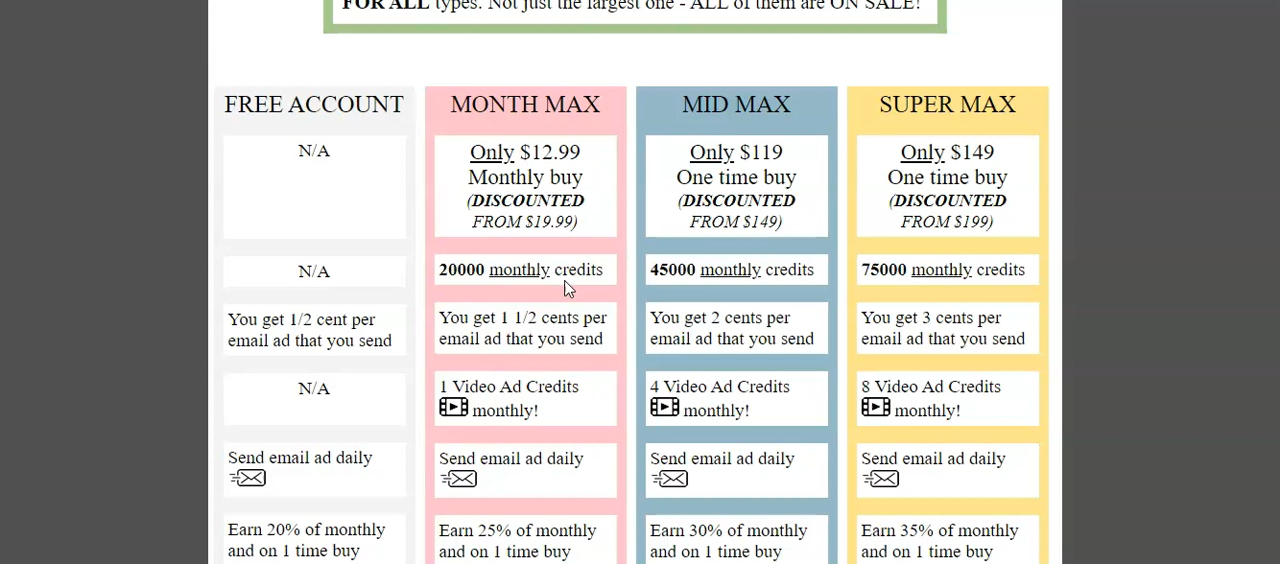 FOR ALL types. Not just the largest one - ALL of them are ON SALE!
FREE ACCOUNT
N/A
N/A
You get 1/2 cent per
email ad that you send
N/A
Send email ad daily
Earn 20% of monthly
and on 1 time buy
MONTH MAX
Only $12.99
Monthly buy
(DISCOUNTED
FROM $19.99)
20000 monthly credits
You get 1 1/2 cents per
email ad that you send
1 Video Ad Credits
monthly!
Send email ad daily
Earn 25% of monthly
and on 1 time buy
MID MAX
Only $119
One time buy
(DISCOUNTED
FROM $149)
45000 monthly credits
You get 2 cents per
email ad that you send
4 Video Ad Credits
monthly!
Send email ad daily
Earn 30% of monthly
and on 1 time buy
SUPER MAX
Only $149
One time buy
(DISCOUNTED
FROM $199)
75000 monthly credits
You get 3 cents per
email ad that you send
8 Video Ad Credits
monthly!
Send email ad daily
Earn 35% of monthly
and on 1 time buy